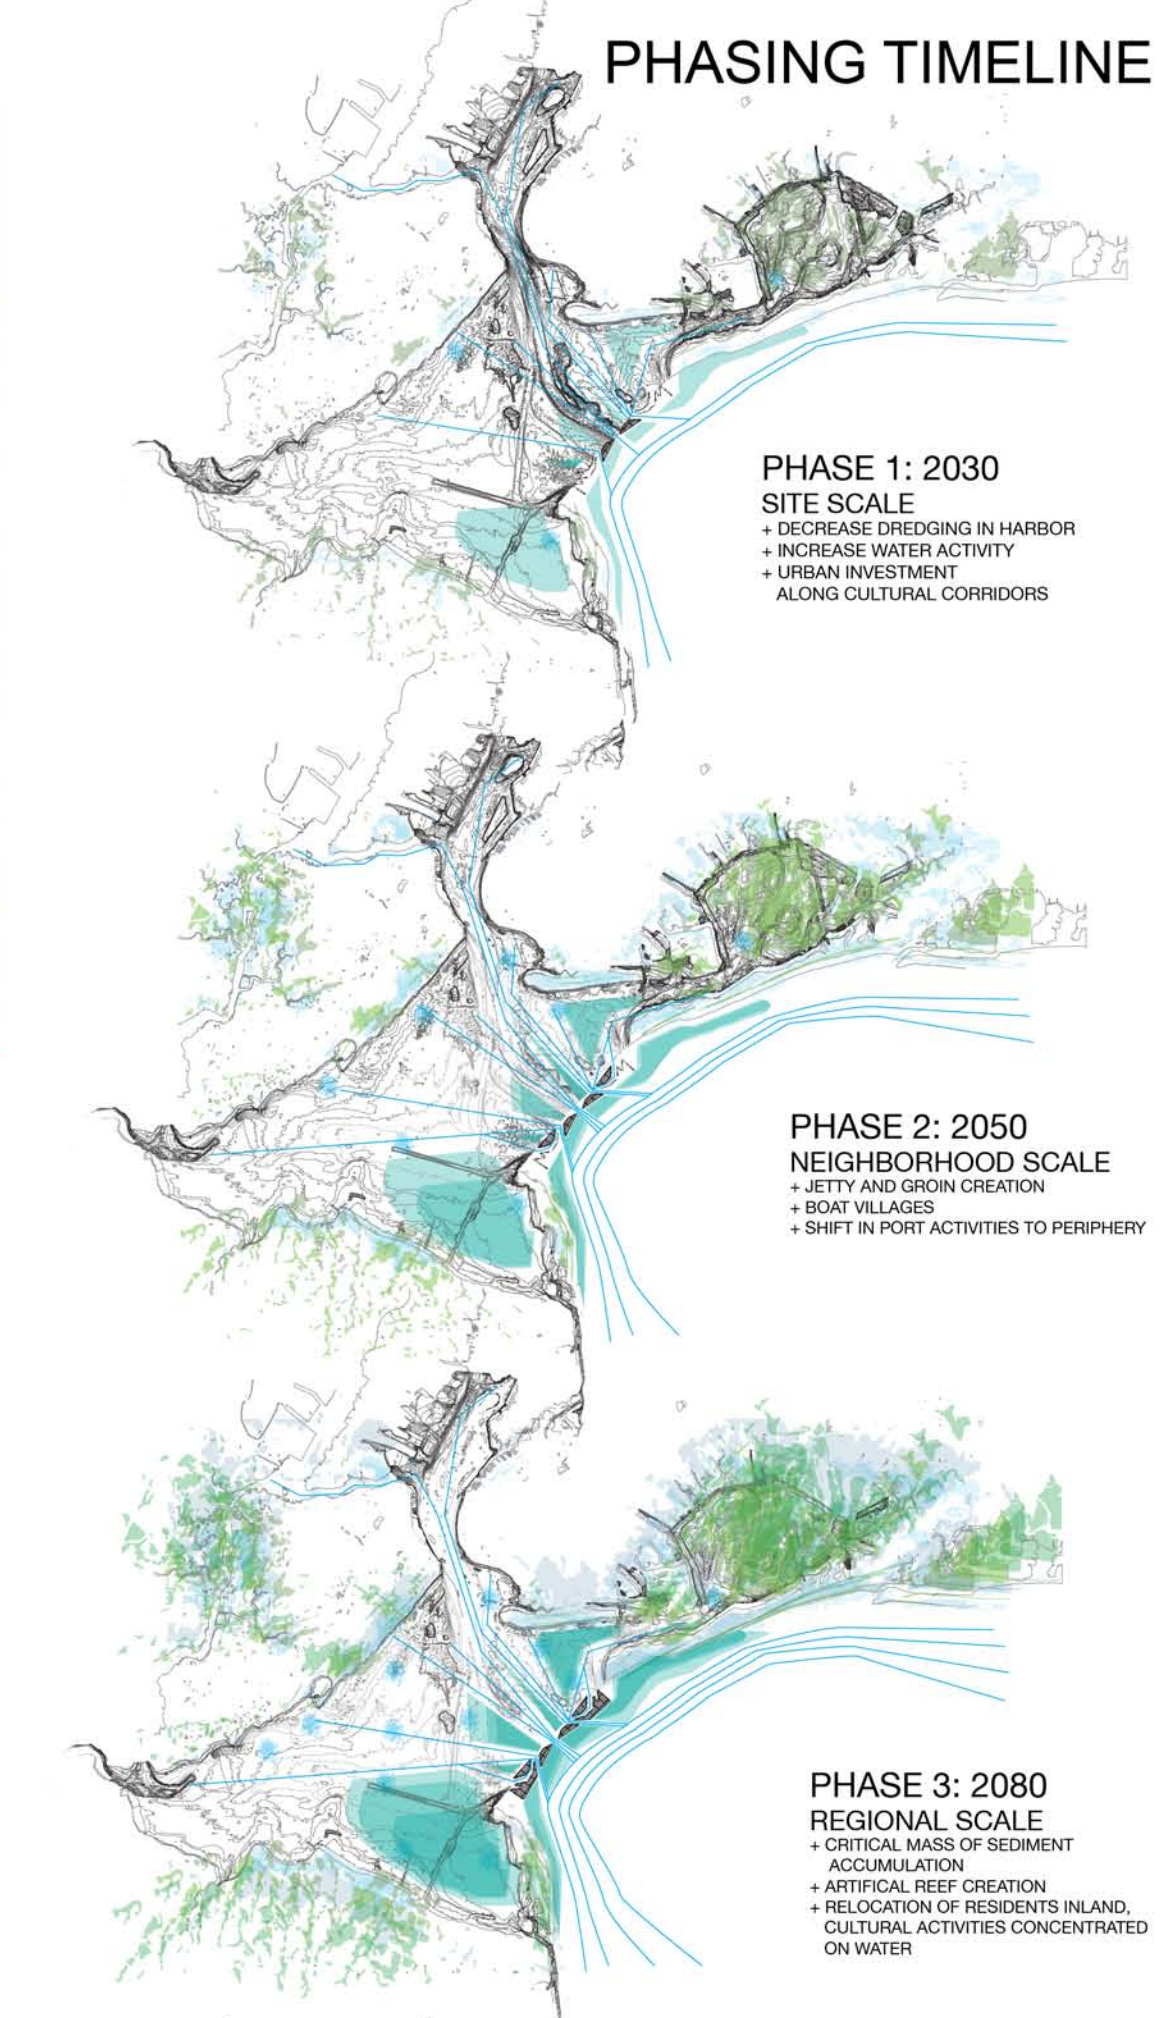 PHASING TIMELINE
PHASE 1: 2030
SITE SCALE
+ DECREASE DREDGING IN HARBOR
+ INCREASE WATER ACTIVITY
+ URBAN INVESTMENT
ALONG CULTURAL CORRIDORS
PHASE 2: 2050
NEIGHBORHOOD SCALE
+ JETTY AND GROIN CREATION
+ BOAT VILLAGES
+ SHIFT IN PORT ACTIVITIES TO PERIPHERY
PHASE 3: 2080
REGIONAL SCALE
+ CRITICAL MASS OF SEDIMENT
ACCUMULATION
+ ARTIFICAL REEF CREATION
+ RELOCATION OF RESIDENTS INLAND,
CULTURAL ACTIVITIES CONCENTRATED
ON WATER